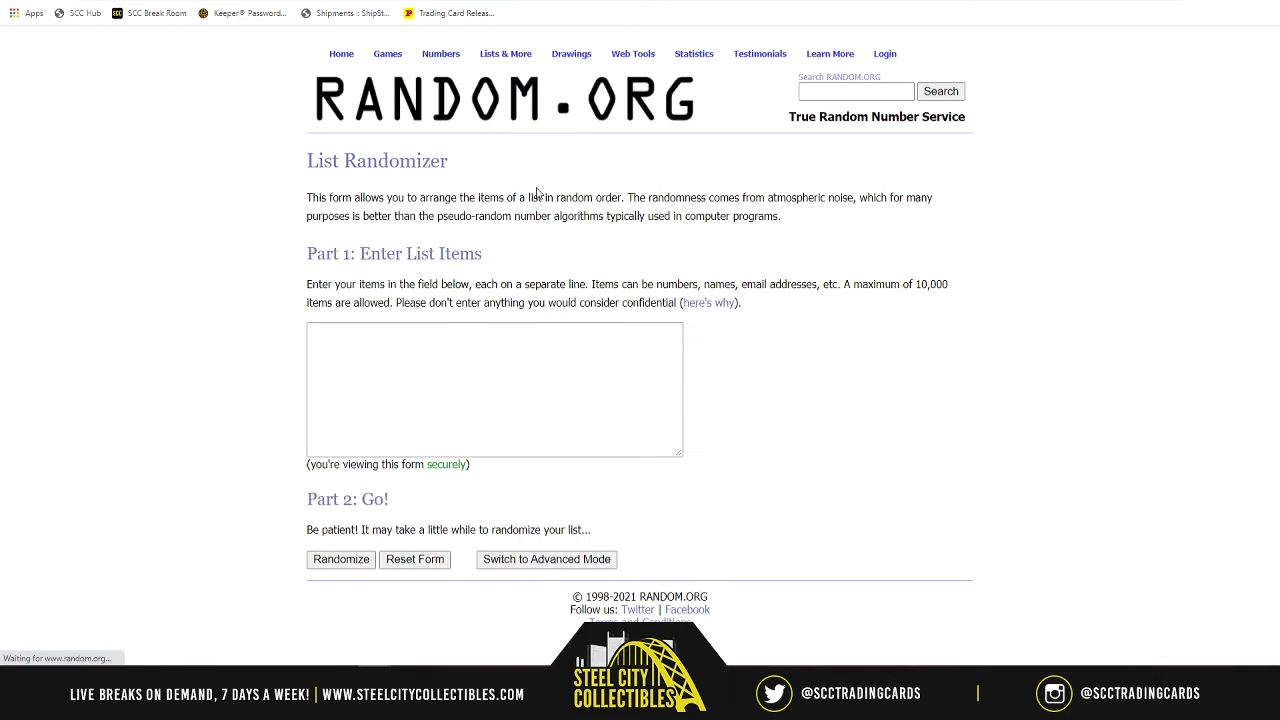 Apps SCC Hub SCC Break Room Keeper® Password... Shipments :: ShipSt... Trading Card Releas...
Home Games Numbers Lists & More Drawings Web Tools Statistics Testimonials Learn More Login
RANDOM.ORG
Search RANDOM.ORG
Search
True Random Number Service
List Randomizer
This form allows you to arrange the items of a list in random order. The randomness comes from atmospheric noise, which for many
purposes is better than the pseudo-random number algorithms typically used in computer programs.
Part 1: Enter List Items
Enter your items in the field below, each on a separate line. Items can be numbers, names, email addresses, etc. A maximum of 10,000
items are allowed. Please don't enter anything you would consider confidential (here's why).
(you're viewing this form securely)
Part 2: Go!
Be patient! It may take a little while to randomize your list...
Randomize Reset Form Switch to Advanced Mode
© 1998-2021 RANDOM.ORG
Follow us: Twitter | Facebook
Terms and Conditions
Waiting for www.random.org...
LIVE BREAKS ON DEMAND, 7 DAYS A WEEK! | WWW.STEELCITYCOLLECTIBLES.COM
SCC
STEEL CITY
COLLECTIBLES
@SCCTRADINGCARDS | @SCCTRADINGCARDS